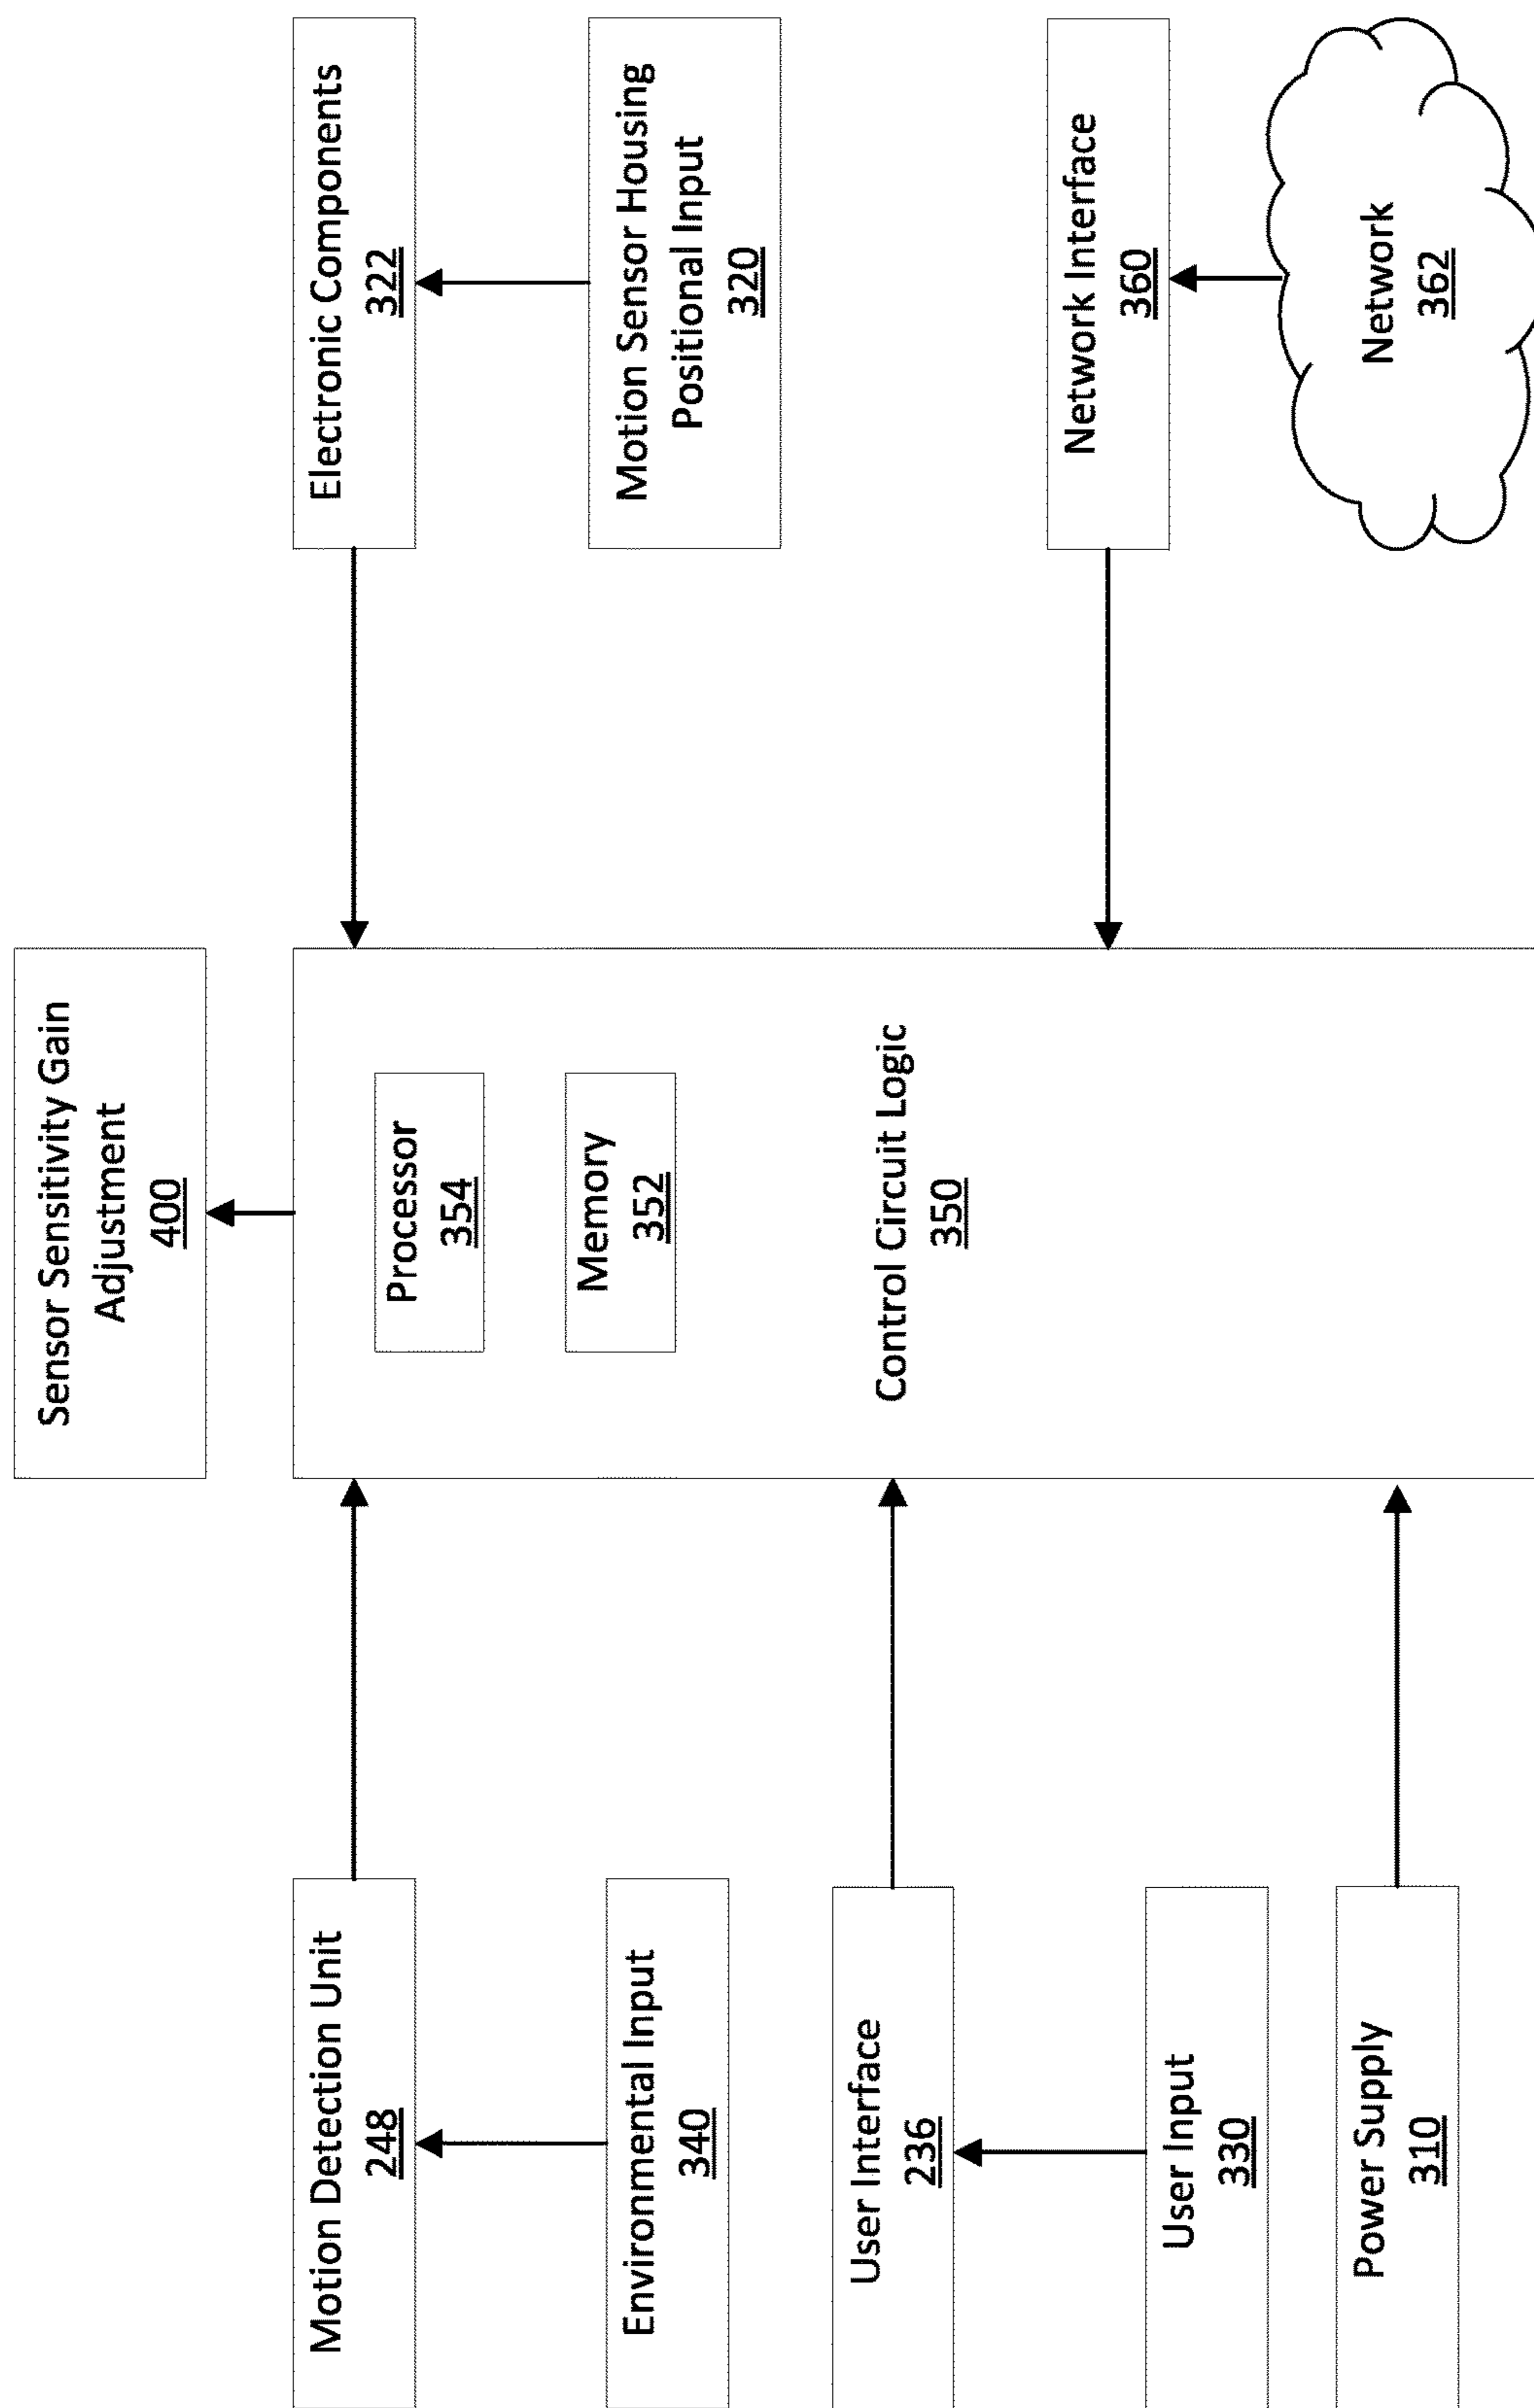 Sensor Sensitivity Gain
Adjustment
400
Motion Detection Unit
248
Environmental Input
340
User Interface
236
User Input
330
Power Supply
310
Processor
354
Memory
352
Control Circuit Logic
350
Electronic Components
322
Motion Sensor Housing
Positional Input
320
Network Interface
360
Network
362